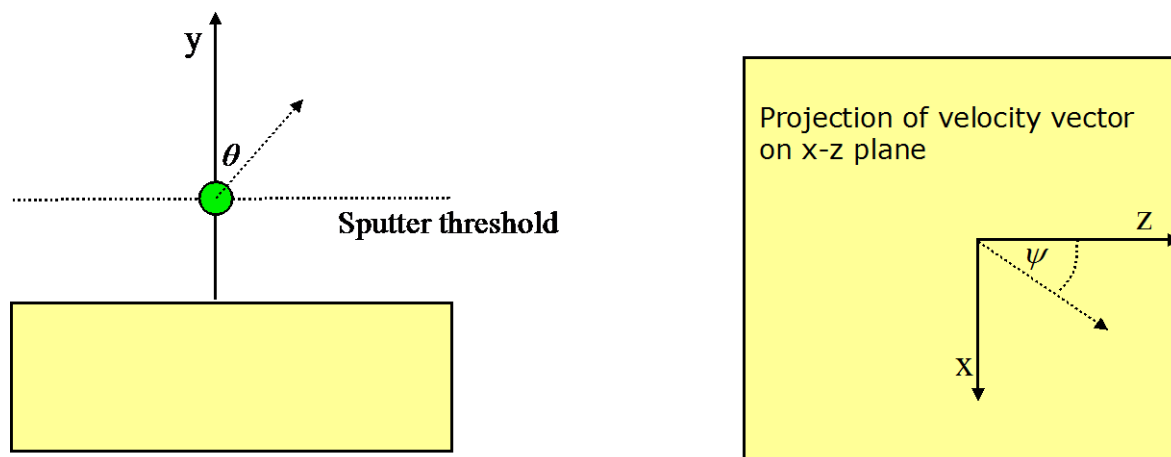 y
θ
Sputter threshold
Projection of velocity vector
on x-z plane
z
ψ
x